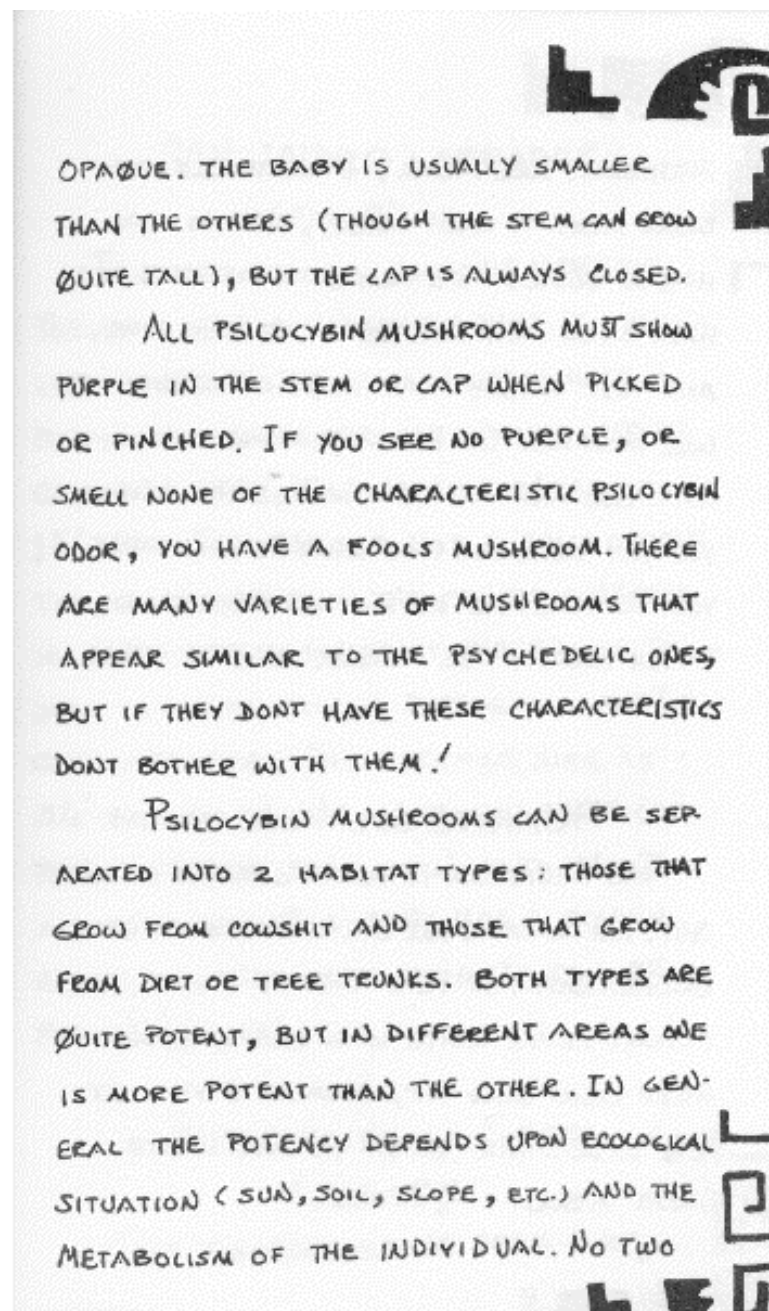 OPAQUE. THE BABY IS USUALLY SMALLER
THAN THE OTHERS (THOUGH THE STEM CAN GROW
QUITE TALL), BUT THE CAP IS ALWAYS CLOSED.
ALL PSILOCYBIN MUSHROOMS MUST SHOW
PURPLE IN THE STEM OR CAP WHEN PICKED
OR PINCHED. IF YOU SEE NO PURPLE, OR
SMELL NONE OF THE CHARACTERISTIC PSILOCYBIN
ODOR, YOU HAVE A FOOLS MUSHROOM. THERE
ARE MANY VARIETIES OF MUSHROOMS THAT
APPEAR SIMILAR TO THE PSYCHEDELIC ONES,
BUT IF THEY DONT HAVE THESE CHARACTERISTICS
DONT BOTHER WITH THEM!
PSILOCYBIN MUSHROOMS CAN BE SEP-
ARATED INTO 2 HABITAT TYPES: THOSE THAT
GROW FROM COWSHIT AND THOSE THAT GROW
FROM DIRT OR TREE TRUNKS. BOTH TYPES ARE
QUITE POTENT, BUT IN DIFFERENT AREAS ONE
IS MORE POTENT THAN THE OTHER. IN GEN-
ERAL THE POTENCY DEPENDS UPON ECOLOGICAL
SITUATION (SUN, SOIL, SLOPE, ETC.) AND THE
METABOLISM OF THE INDIVIDUAL. NO TWO